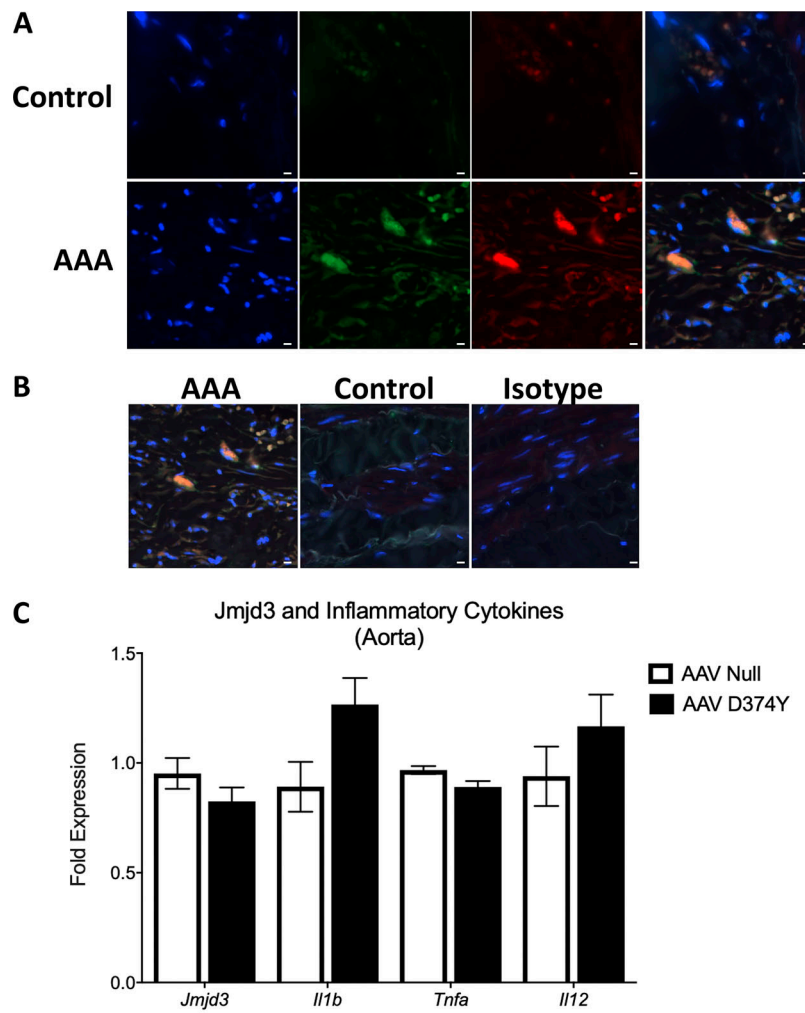 A
Control
AAA
B
AAA Control Isotype
C
Jmjd3 and Inflammatory Cytokines
(Aorta)
AAV Null
AAV D374Y
Fold Expression
1.5
1.0
0.5
0.0
Jmjd3 Il1b Tnfa Il12